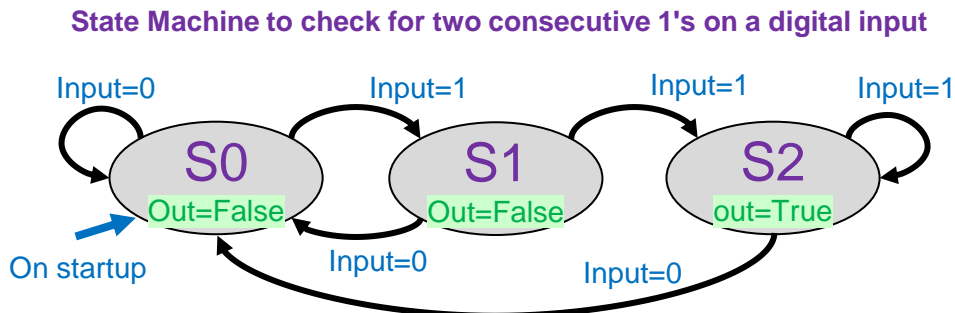 State Machine to check for two consecutive 1's on a digital input
Input=0
Input=1
Input=1
Input=1
S0
S1
S2
Out=False
Out=False
out=True
On startup
Input=0
Input=0